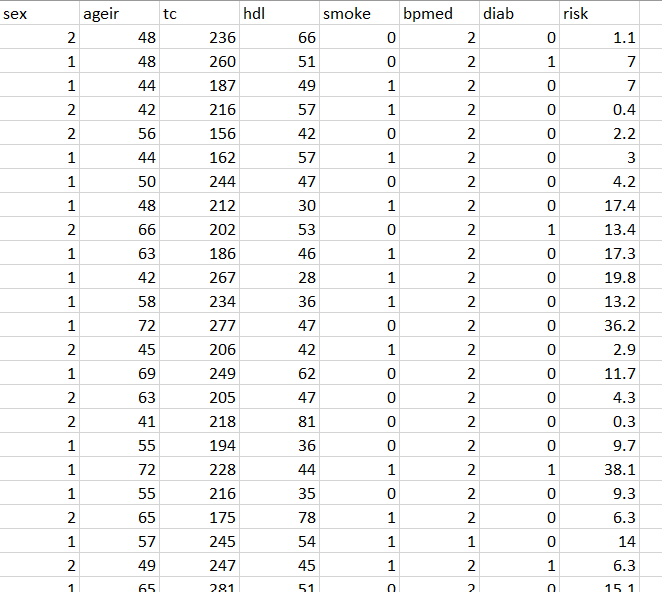 sex ageir tc hdl smoke bpmed diab risk
2 48 236 66 0 2 0 1.1
1 48 260 51 0 2 1 7
1 44 187 49 1 2 0 7
2 42 216 57 1 2 0 0.4
2 56 156 42 0 2 0 2.2
1 44 162 57 1 2 0 3
1 50 244 47 0 2 0 4.2
1 48 212 30 1 2 0 17.4
2 66 202 53 0 2 1 13.4
1 63 186 46 1 2 0 17.3
1 42 267 28 1 2 0 19.8
1 58 234 36 1 2 0 13.2
1 72 277 47 0 2 0 36.2
2 45 206 42 1 2 0 2.9
1 69 249 62 0 2 0 11.7
2 63 205 47 0 2 0 4.3
2 41 218 81 0 2 0 0.3
1 55 194 36 0 2 0 9.7
1 72 228 44 1 2 1 38.1
1 55 216 35 0 2 0 9.3
2 65 175 78 1 2 0 6.3
1 57 245 54 1 1 0 14
2 49 247 45 1 2 1 6.3
1 65 281 51 0 2 0 15.1